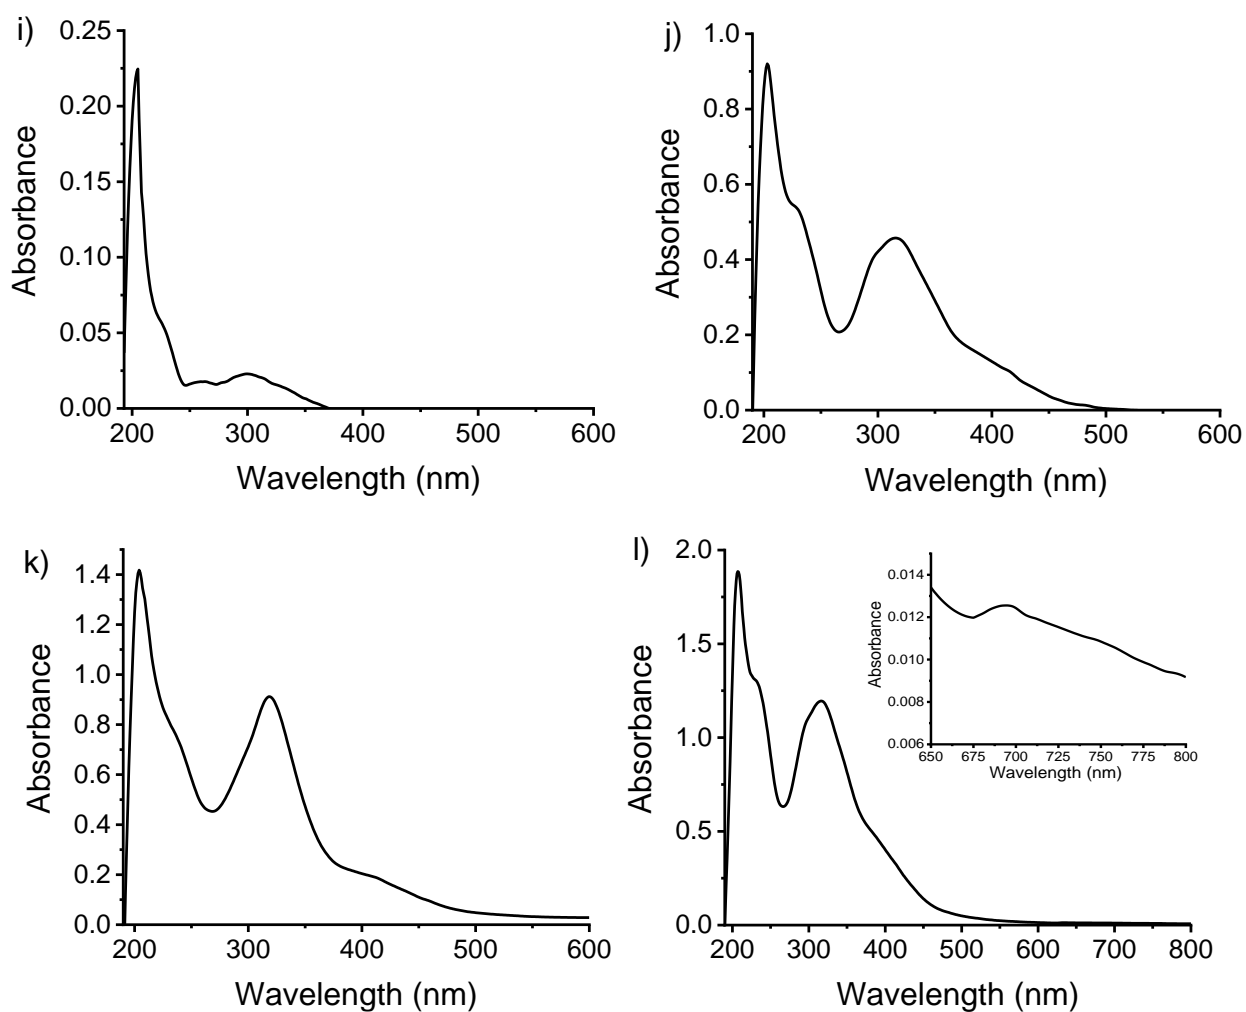 i)
0.25
0.20
0.15
0.10
0.05
0.00
Absorbance
200 300 400 500 600
Wavelength (nm)
j)
1.0
0.8
0.6
0.4
0.2
0.0
Absorbance
200 300 400 500 600
Wavelength (nm)
k)
1.4
1.2
1.0
0.8
0.6
0.4
0.2
0.0
Absorbance
200 300 400 500 600
Wavelength (nm)
l)
2.0
1.5
1.0
0.5
0.0
Absorbance
200 300 400 500 600 700 800
Wavelength (nm)
0.014
0.012
0.010
0.008
0.006
Absorbance
650 675 700 725 750 775 800
Wavelength (nm)